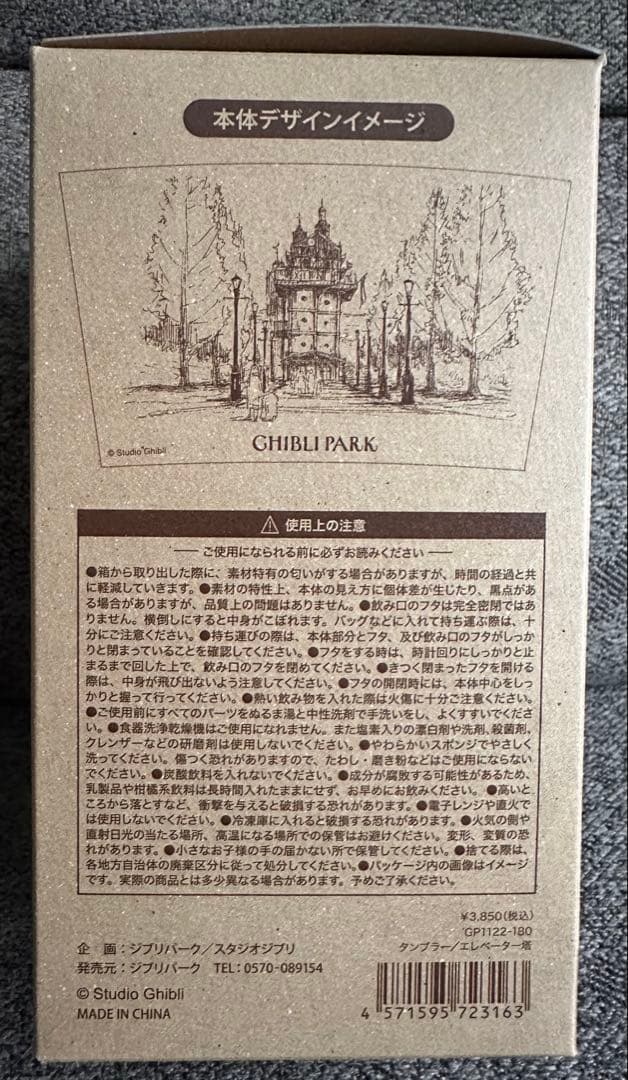 本体デザインイメージ
© Studio Ghibli
GHIBLI PARK
⚠ 使用上の注意
── ご使用になられる前に必ずお読みください ──
●箱から取り出した際に、素材特有の匂いがする場合がありますが、時間の経過と共
に軽減していきます。●素材の特性上、本体の見え方に個体差が生じたり、黒点があ
る場合がありますが、品質上の問題はありません。●飲み口のフタは完全密閉ではあ
りません。横倒しにすると中身がこぼれます。バッグなどに入れて持ち運ぶ際は、十
分にご注意ください。●持ち運びの際は、本体部分とフタ、及び飲み口のフタがしっか
りと閉まっていることを確認してください。●フタをする時は、時計回りにしっかりと止
まるまで回した上で、飲み口のフタを閉めてください。●きつく閉まったフタを開ける
際は、中身が飛び出ないよう注意してください。●フタの開閉時には、本体中心をしっ
かりと握って行ってください。●熱い飲み物を入れた際は火傷に十分ご注意ください。
●ご使用前にすべてのパーツをぬるま湯と中性洗剤で手洗いをし、よくすすいでくださ
い。●食器洗浄乾燥機はご使用になれません。また塩素入りの漂白剤や洗剤、殺菌剤、
クレンザーなどの研磨剤は使用しないでください。●やわらかいスポンジでやさしく
洗ってください。傷つく恐れがありますので、たわし・磨き粉などはご使用にならない
でください。●炭酸飲料を入れないでください。●成分が腐敗する可能性があるため、
乳製品や柑橘系飲料は長時間入れたままにせず、お早めにお飲みください。●高いと
ころから落とすなど、衝撃を与えると破損する恐れがあります。●電子レンジや直火で
は使用しないでください。●冷凍庫に入れると破損する恐れがあります。●火気の側や
直射日光の当たる場所、高温になる場所での保管はお避けください。変形、変質の恐
れがあります。●小さなお子様の手の届かない所で保管してください。●捨てる際は、
各地方自治体の廃棄区分に従って処分してください。●パッケージ内の画像はイメージ
です。実際の商品とは多少異なる場合があります。予めご了承ください。
¥3,850(税込)
GP1122-180
タンブラー/エレベーター塔
企　画：ジブリパーク/スタジオジブリ
発売元：ジブリパーク　TEL：0570-089154
© Studio Ghibli
MADE IN CHINA
4 571595 723163